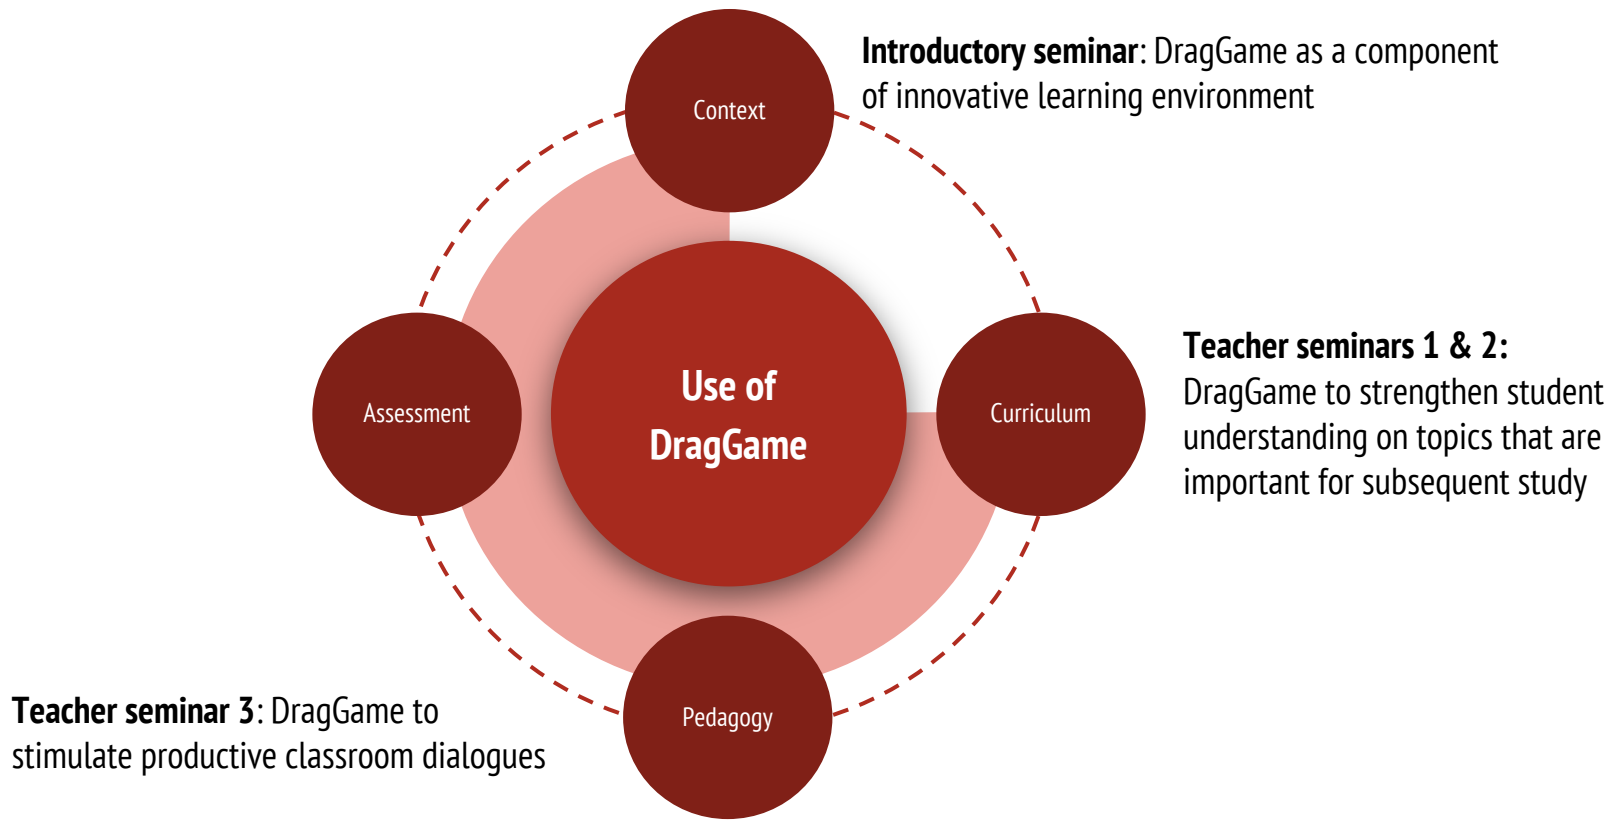 Context
Introductory seminar: DragGame as a component
of innovative learning environment
Assessment
Use of
DragGame
Curriculum
Teacher seminars 1 & 2:
DragGame to strengthen student
understanding on topics that are
important for subsequent study
Pedagogy
Teacher seminar 3: DragGame to
stimulate productive classroom dialogues